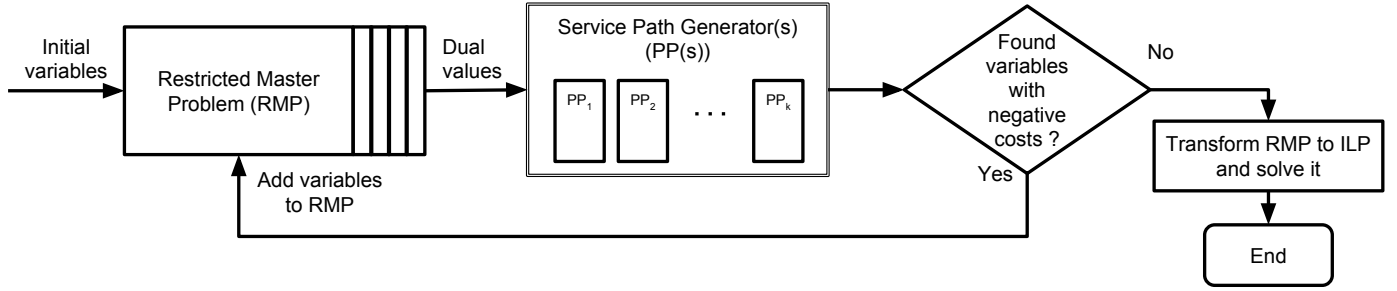 Initial
variables
Restricted Master
Problem (RMP)
Dual
values
Service Path Generator(s)
(PP(s))
PP1
PP2
. . .
PPk
Found
variables
with
negative
costs ?
No
Yes
Add variables
to RMP
Transform RMP to ILP
and solve it
End